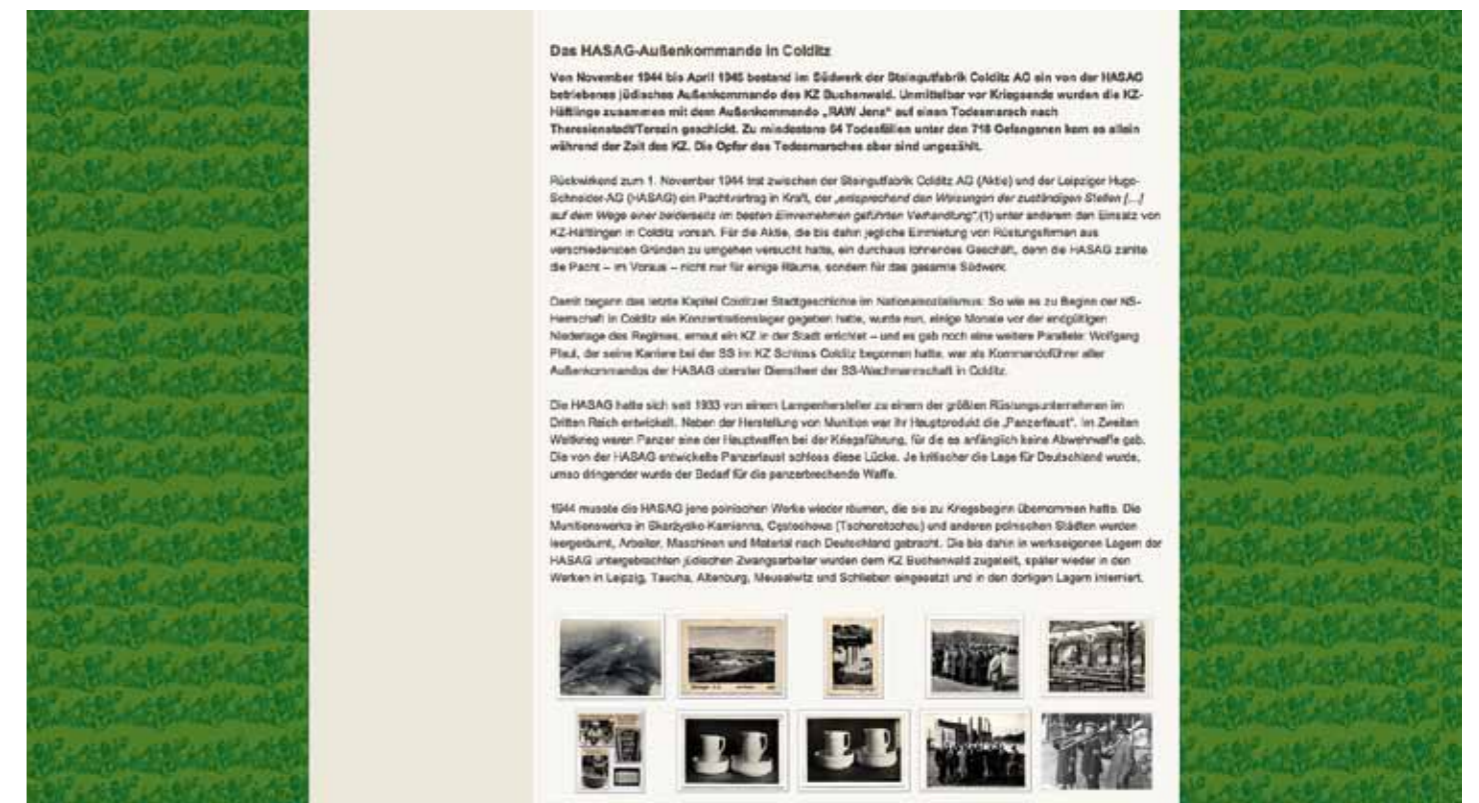 Das HASAG-Außenkommando in Colditz
Von November 1944 bis April 1945 bestand im Südwerk der Steingutfabrik Colditz AG ein von der HASAG
betriebenes jüdisches Außenkommando des KZ Buchenwald. Unmittelbar vor Kriegsende wurden die KZ-
Häftlinge zusammen mit dem Außenkommando „RAW Jena“ auf einen Todesmarsch nach
Theresienstadt/Terezin geschickt. Zu mindestens 64 Todesfällen unter den 718 Gefangenen kam es allein
während der Zeit des KZ. Die Opfer des Todesmarsches aber sind ungezählt.
Rückwirkend zum 1. November 1944 trat zwischen der Steingutfabrik Colditz AG (Aktie) und der Leipziger Hugo-
Schneider-AG (HASAG) ein Pachtvertrag in Kraft, der „entsprechend den Weisungen der zuständigen Stellen [...]
auf dem Wege einer beiderseits im besten Einvernehmen geführten Verhandlung“(1) unter anderem den Einsatz von
KZ-Häftlingen in Colditz vorsah. Für die Aktie, die bis dahin jegliche Einmietung von Rüstungsfirmen aus
verschiedensten Gründen zu umgehen versucht hatte, ein durchaus lohnendes Geschäft, denn die HASAG zahlte
die Pacht – im Voraus – nicht nur für einige Räume, sondern für das gesamte Südwerk.
Damit begann das letzte Kapitel Colditzer Stadtgeschichte im Nationalsozialismus: So wie es zu Beginn der NS-
Herrschaft in Colditz ein Konzentrationslager gegeben hatte, wurde nun, einige Monate vor der endgültigen
Niederlage des Regimes, erneut ein KZ in der Stadt errichtet – und es gab noch eine weitere Parallele: Wolfgang
Plaul, der seine Karriere bei der SS im KZ Schloss Colditz begonnen hatte, war als Kommandoführer aller
Außenkommandos der HASAG oberster Dienstherr der SS-Wachmannschaft in Colditz.
Die HASAG hatte sich seit 1933 von einem Lampenhersteller zu einem der größten Rüstungsunternehmen im
Dritten Reich entwickelt. Neben der Herstellung von Munition war ihr Hauptprodukt die „Panzerfaust“. Im Zweiten
Weltkrieg waren Panzer eine der Hauptwaffen bei der Kriegsführung, für die es anfänglich keine Abwehrwaffe gab.
Die von der HASAG entwickelte Panzerfaust schloss diese Lücke. Je kritischer die Lage für Deutschland wurde,
umso dringender wurde der Bedarf für die panzerbrechende Waffe.
1944 musste die HASAG jene polnischen Werke wieder räumen, die sie zu Kriegsbeginn übernommen hatte. Die
Munitionswerke in Skarżysko-Kamienna, Częstochowa (Tschenstochau) und anderen polnischen Städten wurden
leergeräumt, Arbeiter, Maschinen und Material nach Deutschland gebracht. Die bis dahin in werkseigenen Lagern der
HASAG untergebrachten jüdischen Zwangsarbeiter wurden dem KZ Buchenwald zugeteilt, später wieder in den
Werken in Leipzig, Taucha, Altenburg, Meuselwitz und Schlieben eingesetzt und in den dortigen Lagern interniert.